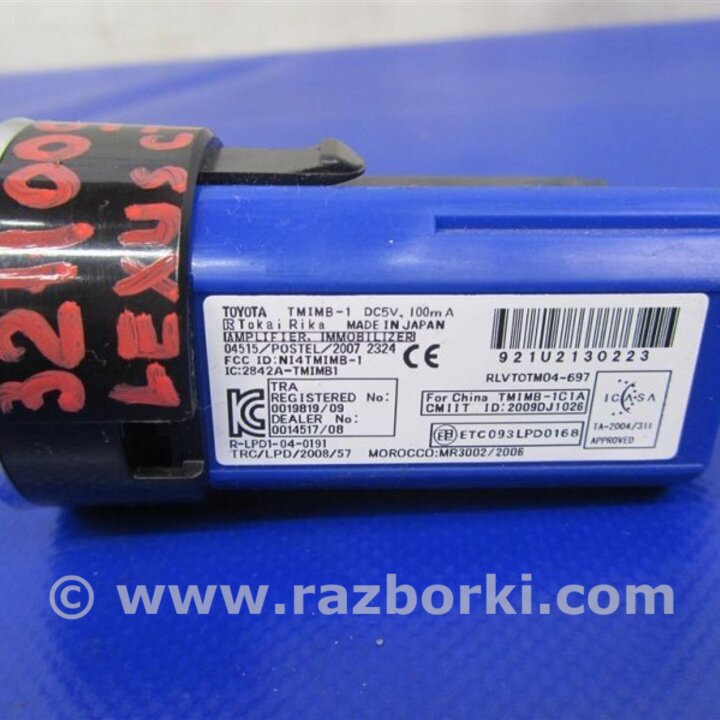 3211005
LEXUS C
TOYOTA TMIMB-1 DC5V, 100mA
Tokai Rika MADE IN JAPAN
AMPLIFIER, IMMOBILIZER
04515/POSTEL/2007 2324
FCC ID:NI4TMIMB-1
IC:2842A-TMIMB1
CE
921U2130223
RLVTOTM04-697
TRA
REGISTERED No:
0019819/09
DEALER No:
0014517/08
For China TMIMB-1C1A
CMIIT ID:2009DJ1026
ETC093LPD0168
ICASA
TA-2004/311
APPROVED
R-LPD1-04-0191
TRC/LPD/2008/57 MOROCCO:MR3002/2006
© www.razborki.com